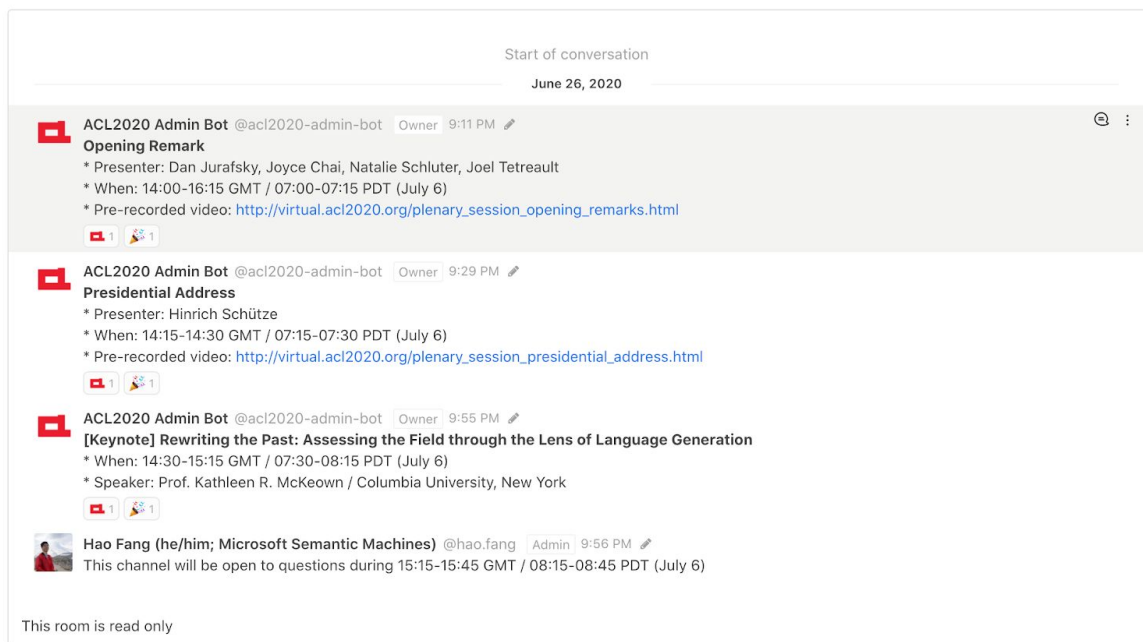 Start of conversation
June 26, 2020
ACL2020 Admin Bot @acl2020-admin-bot Owner 9:11 PM
Opening Remark
* Presenter: Dan Jurafsky, Joyce Chai, Natalie Schluter, Joel Tetreault
* When: 14:00-16:15 GMT / 07:00-07:15 PDT (July 6)
* Pre-recorded video: http://virtual.acl2020.org/plenary_session_opening_remarks.html
1 1
ACL2020 Admin Bot @acl2020-admin-bot Owner 9:29 PM
Presidential Address
* Presenter: Hinrich Schütze
* When: 14:15-14:30 GMT / 07:15-07:30 PDT (July 6)
* Pre-recorded video: http://virtual.acl2020.org/plenary_session_presidential_address.html
1 1
ACL2020 Admin Bot @acl2020-admin-bot Owner 9:55 PM
[Keynote] Rewriting the Past: Assessing the Field through the Lens of Language Generation
* When: 14:30-15:15 GMT / 07:30-08:15 PDT (July 6)
* Speaker: Prof. Kathleen R. McKeown / Columbia University, New York
1 1
Hao Fang (he/him; Microsoft Semantic Machines) @hao.fang Admin 9:56 PM
This channel will be open to questions during 15:15-15:45 GMT / 08:15-08:45 PDT (July 6)
This room is read only